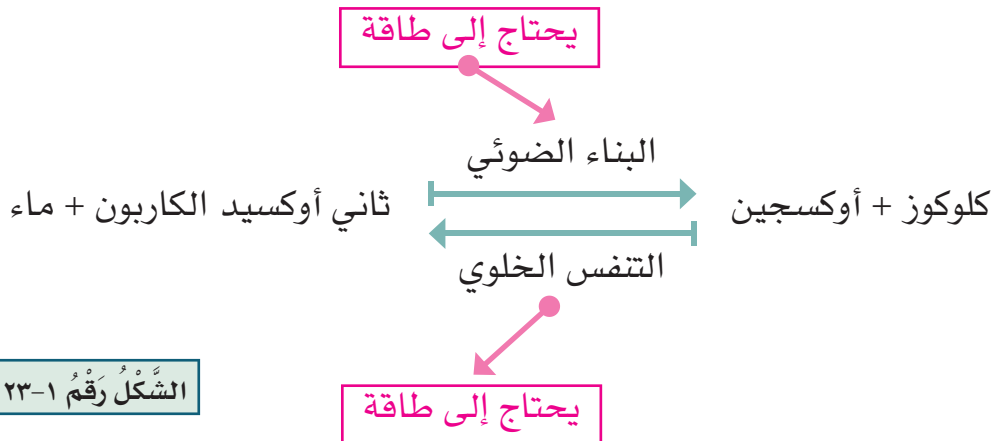 يحتاج إلى طاقة
البناء الضوئي
كلوكوز + أوكسجين
ثاني أوكسيد الكاربون + ماء
التنفس الخلوي
الشَّكْلُ رَقْمُ ١-٢٣
يحتاج إلى طاقة